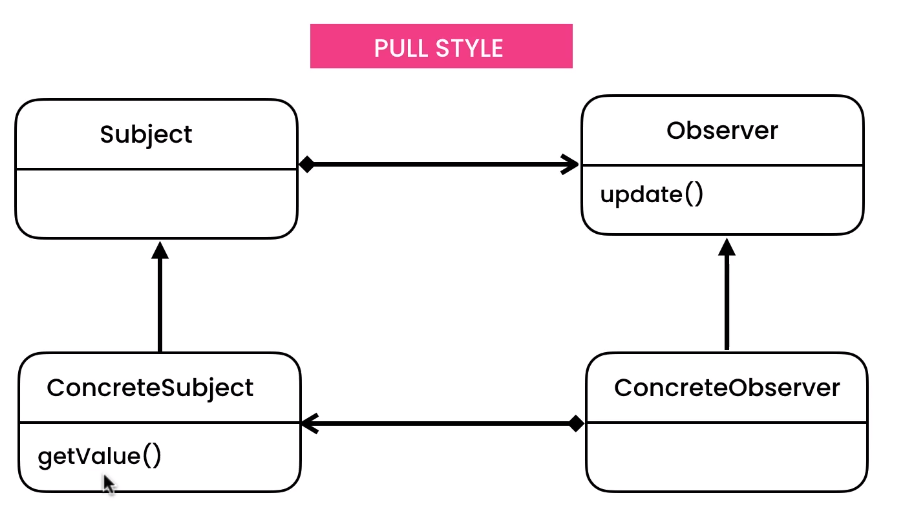 PULL STYLE
Subject
Observer
update()
ConcreteSubject
ConcreteObserver
getValue()